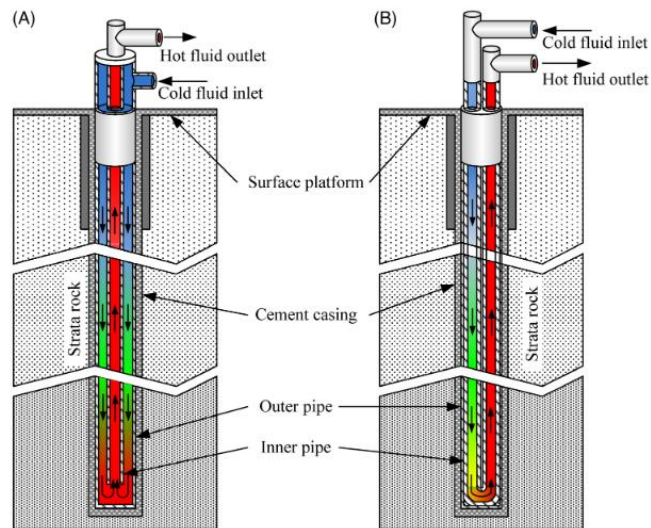 (A)
(B)
Hot fluid outlet
Cold fluid inlet
Cold fluid inlet
Hot fluid outlet
Surface platform
Strata rock
Cement casing
Strata rock
Outer pipe
Inner pipe